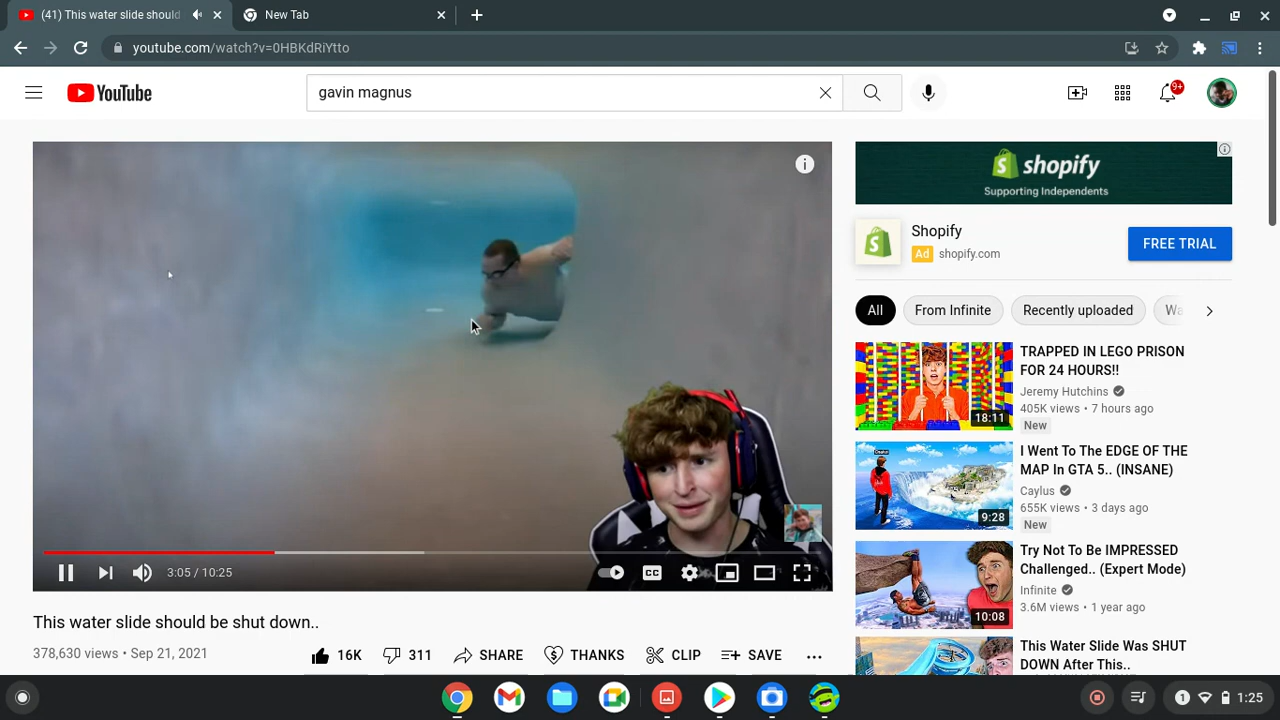 (41) This water slide should
New Tab
youtube.com/watch?v=0HBKdRiYtto
YouTube
gavin magnus
9+
shopify
Supporting Independents
Shopify
Ad shopify.com
FREE TRIAL
All
From Infinite
Recently uploaded
Wa
TRAPPED IN LEGO PRISON
FOR 24 HOURS!!
Jeremy Hutchins
405K views • 7 hours ago
New
18:11
I Went To The EDGE OF THE
MAP In GTA 5.. (INSANE)
Caylus
655K views • 3 days ago
New
9:28
Try Not To Be IMPRESSED
Challenged.. (Expert Mode)
Infinite
3.6M views • 1 year ago
10:08
This Water Slide Was SHUT
DOWN After This..
3:05 / 10:25
CC
This water slide should be shut down..
378,630 views • Sep 21, 2021
16K
311
SHARE
THANKS
CLIP
SAVE
1
1:25